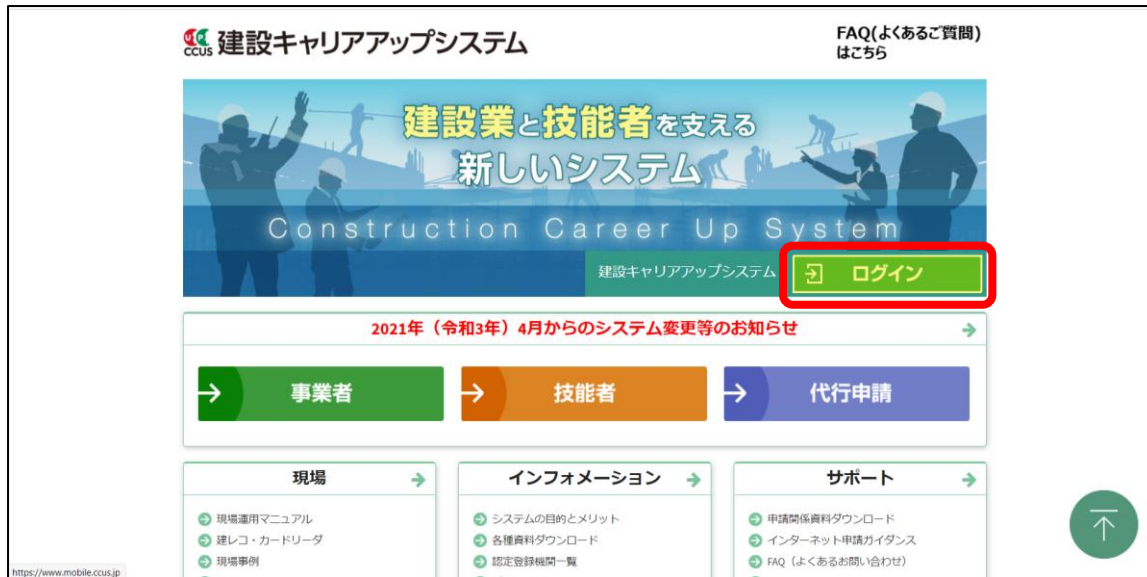 CCUS 建設キャリアアップシステム
FAQ(よくあるご質問)
はこちら
建設業と技能者を支える
新しいシステム
Construction Career Up System
建設キャリアアップシステム
ログイン
2021年（令和3年）4月からのシステム変更等のお知らせ
事業者
技能者
代行申請
現場
現場運用マニュアル
建レコ・カードリーダ
現場事例
インフォメーション
システムの目的とメリット
各種資料ダウンロード
認定登録機関一覧
サポート
申請関係資料ダウンロード
インターネット申請ガイダンス
FAQ（よくあるお問い合わせ）
https://www.mobile.ccus.jp